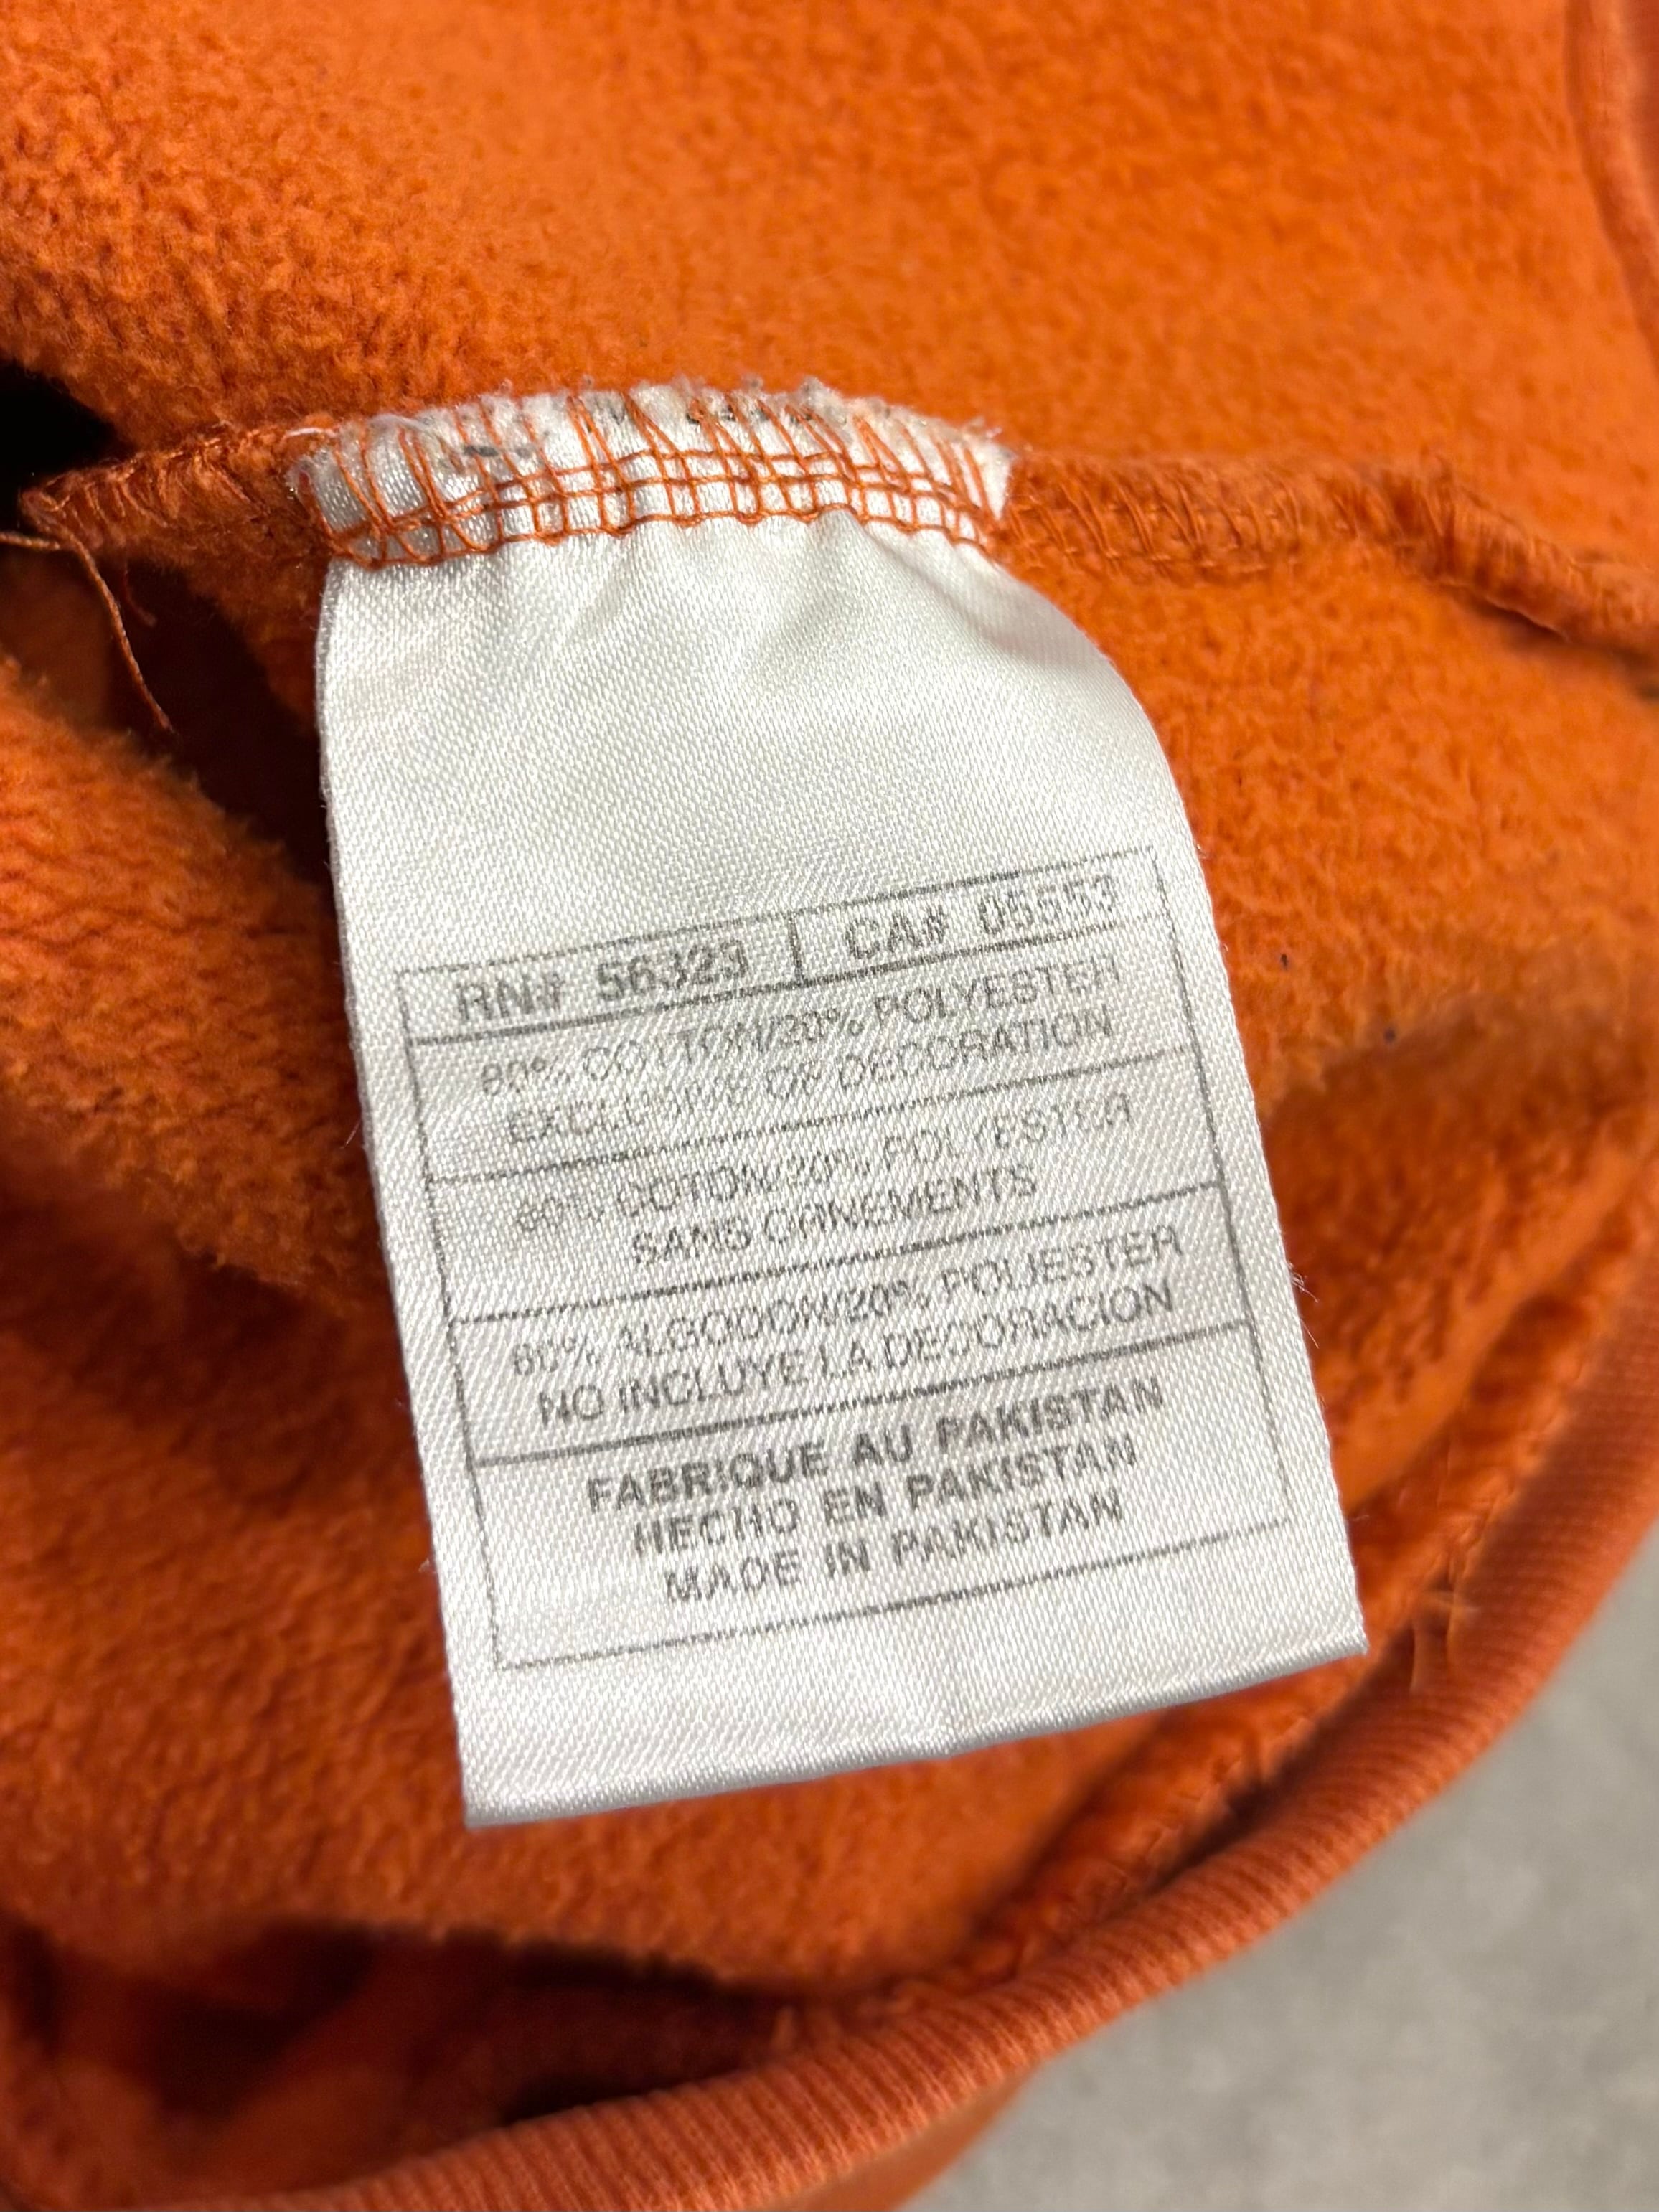 RN# 56323 CA# 05553
80% COTTON/20% POLYESTER
EXCLUSIVE OF DECORATION
80% COTON/20% POLYESTER
SANS ORNEMENTS
80% ALGODON/20% POLIESTER
NO INCLUYE LA DECORACION
FABRIQUE AU PAKISTAN
HECHO EN PAKISTAN
MADE IN PAKISTAN